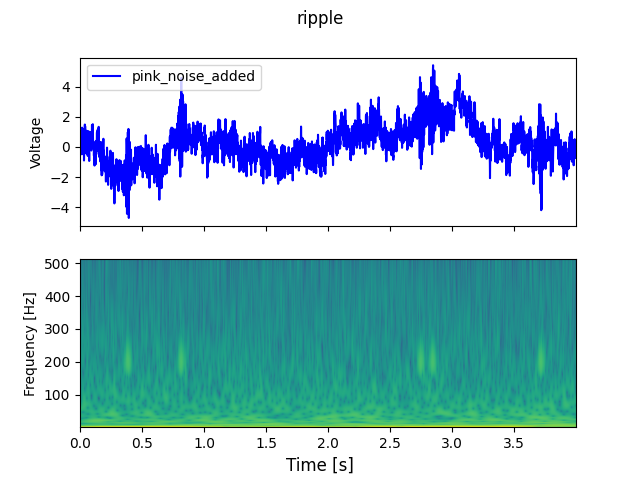 ripple
pink_noise_added
Voltage
4
2
0
−2
−4
Frequency [Hz]
500
400
300
200
100
0.0 0.5 1.0 1.5 2.0 2.5 3.0 3.5
Time [s]